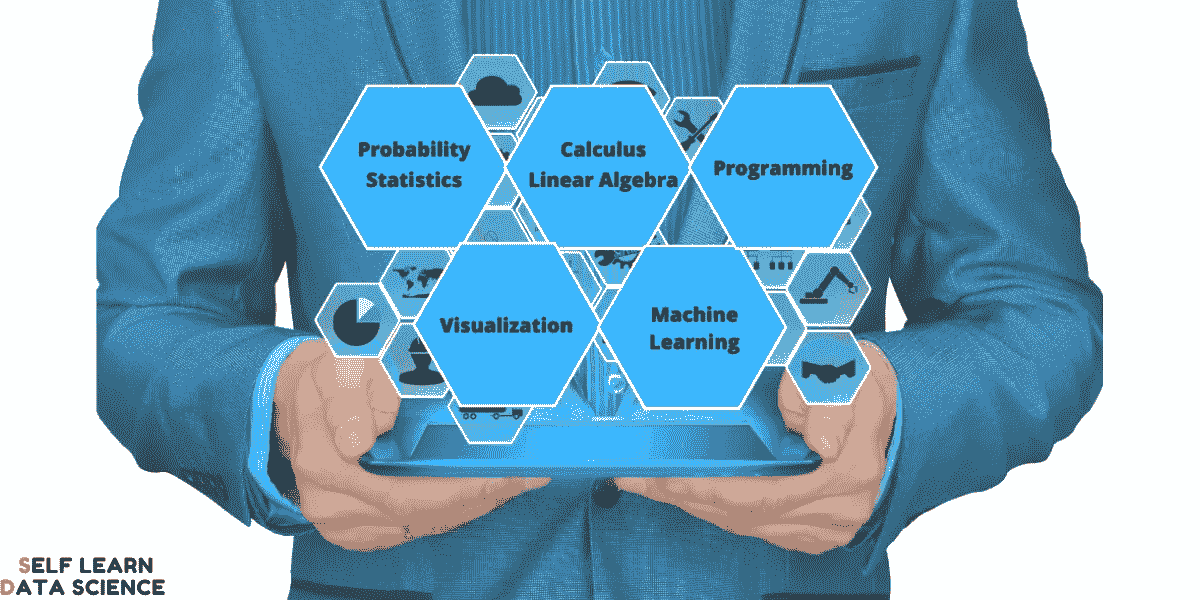 Probability
Statistics
Calculus
Linear Algebra
Programming
Visualization
Machine
Learning
SELF LEARN
DATA SCIENCE